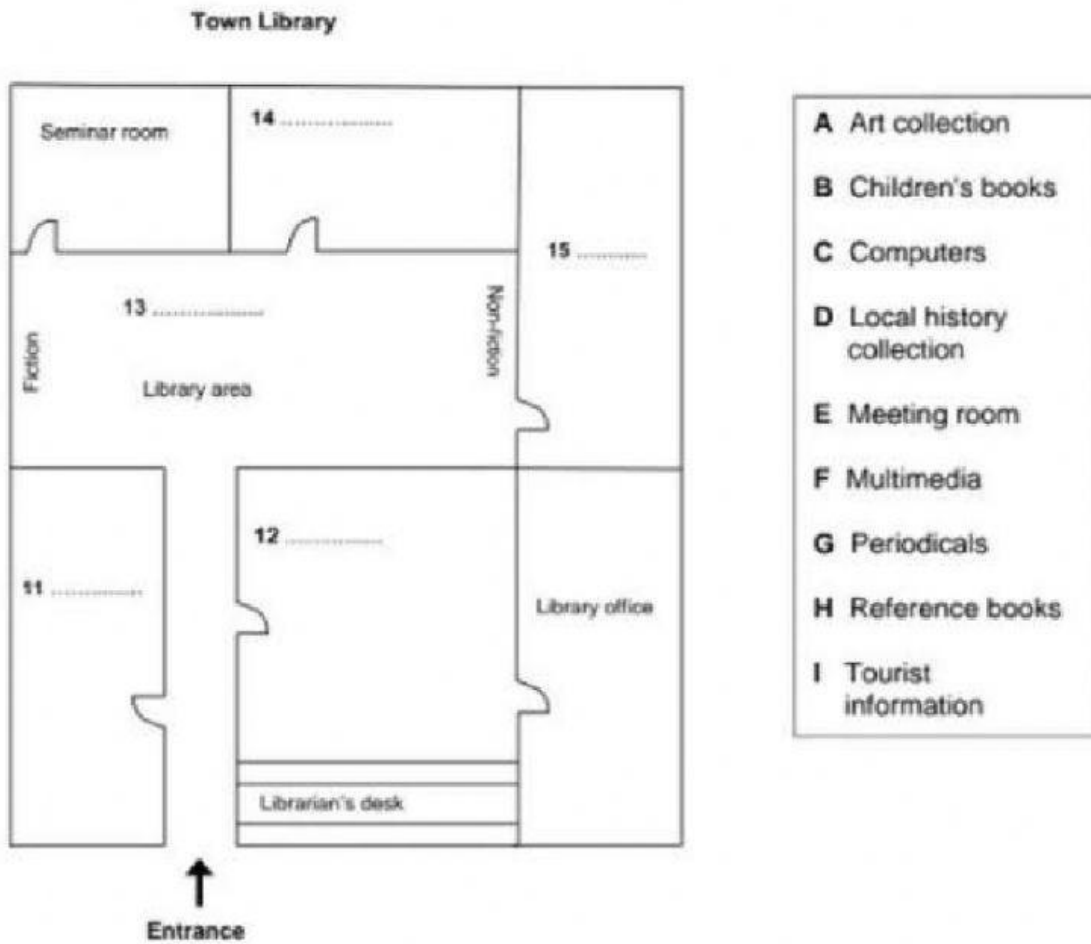 Town Library
Seminar room
14 ..................
15 ............
13 ..................
Fiction
Non-fiction
Library area
12 ................
11 ...............
Library office
Librarian's desk
Entrance
A Art collection
B Children's books
C Computers
D Local history
collection
E Meeting room
F Multimedia
G Periodicals
H Reference books
I Tourist
information